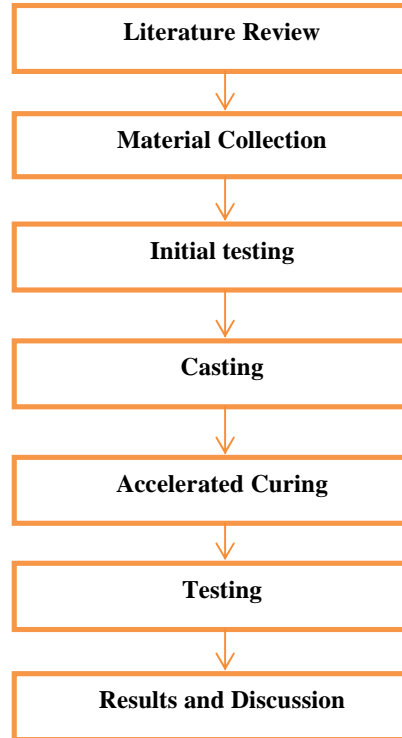 Literature Review
Material Collection
Initial testing
Casting
Accelerated Curing
Testing
Results and Discussion